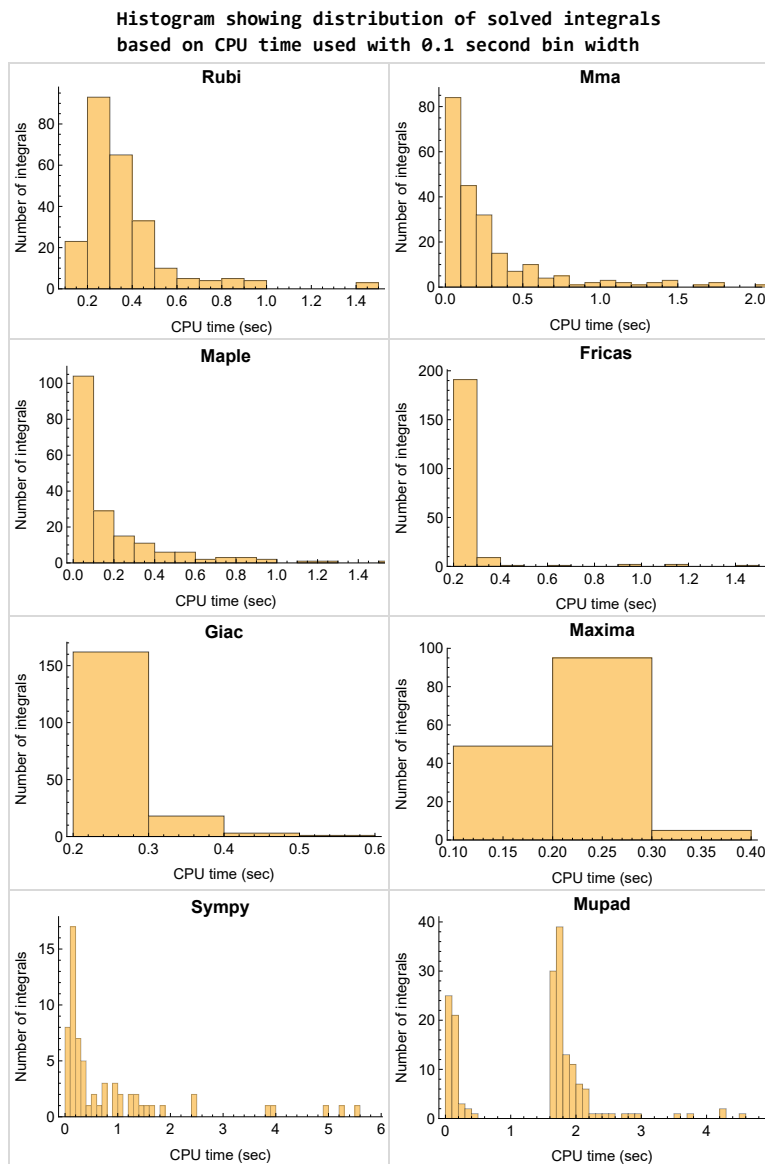 Histogram showing distribution of solved integrals
based on CPU time used with 0.1 second bin width
Rubi
Number of integrals
80
60
40
20
0
0.2 0.4 0.6 0.8 1.0 1.2 1.4
CPU time (sec)
Mma
Number of integrals
80
60
40
20
0
0.0 0.5 1.0 1.5 2.0
CPU time (sec)
Maple
Number of integrals
100
80
60
40
20
0
0.0 0.2 0.4 0.6 0.8 1.0 1.2 1.4
CPU time (sec)
Fricas
Number of integrals
200
150
100
50
0
0.2 0.4 0.6 0.8 1.0 1.2 1.4
CPU time (sec)
Giac
Number of integrals
150
100
50
0
0.2 0.3 0.4 0.5 0.6
CPU time (sec)
Maxima
Number of integrals
100
80
60
40
20
0
0.10 0.15 0.20 0.25 0.30 0.35 0.40
CPU time (sec)
Sympy
Number of integrals
15
10
5
0
0 1 2 3 4 5 6
CPU time (sec)
Mupad
Number of integrals
40
30
20
10
0
0 1 2 3 4
CPU time (sec)